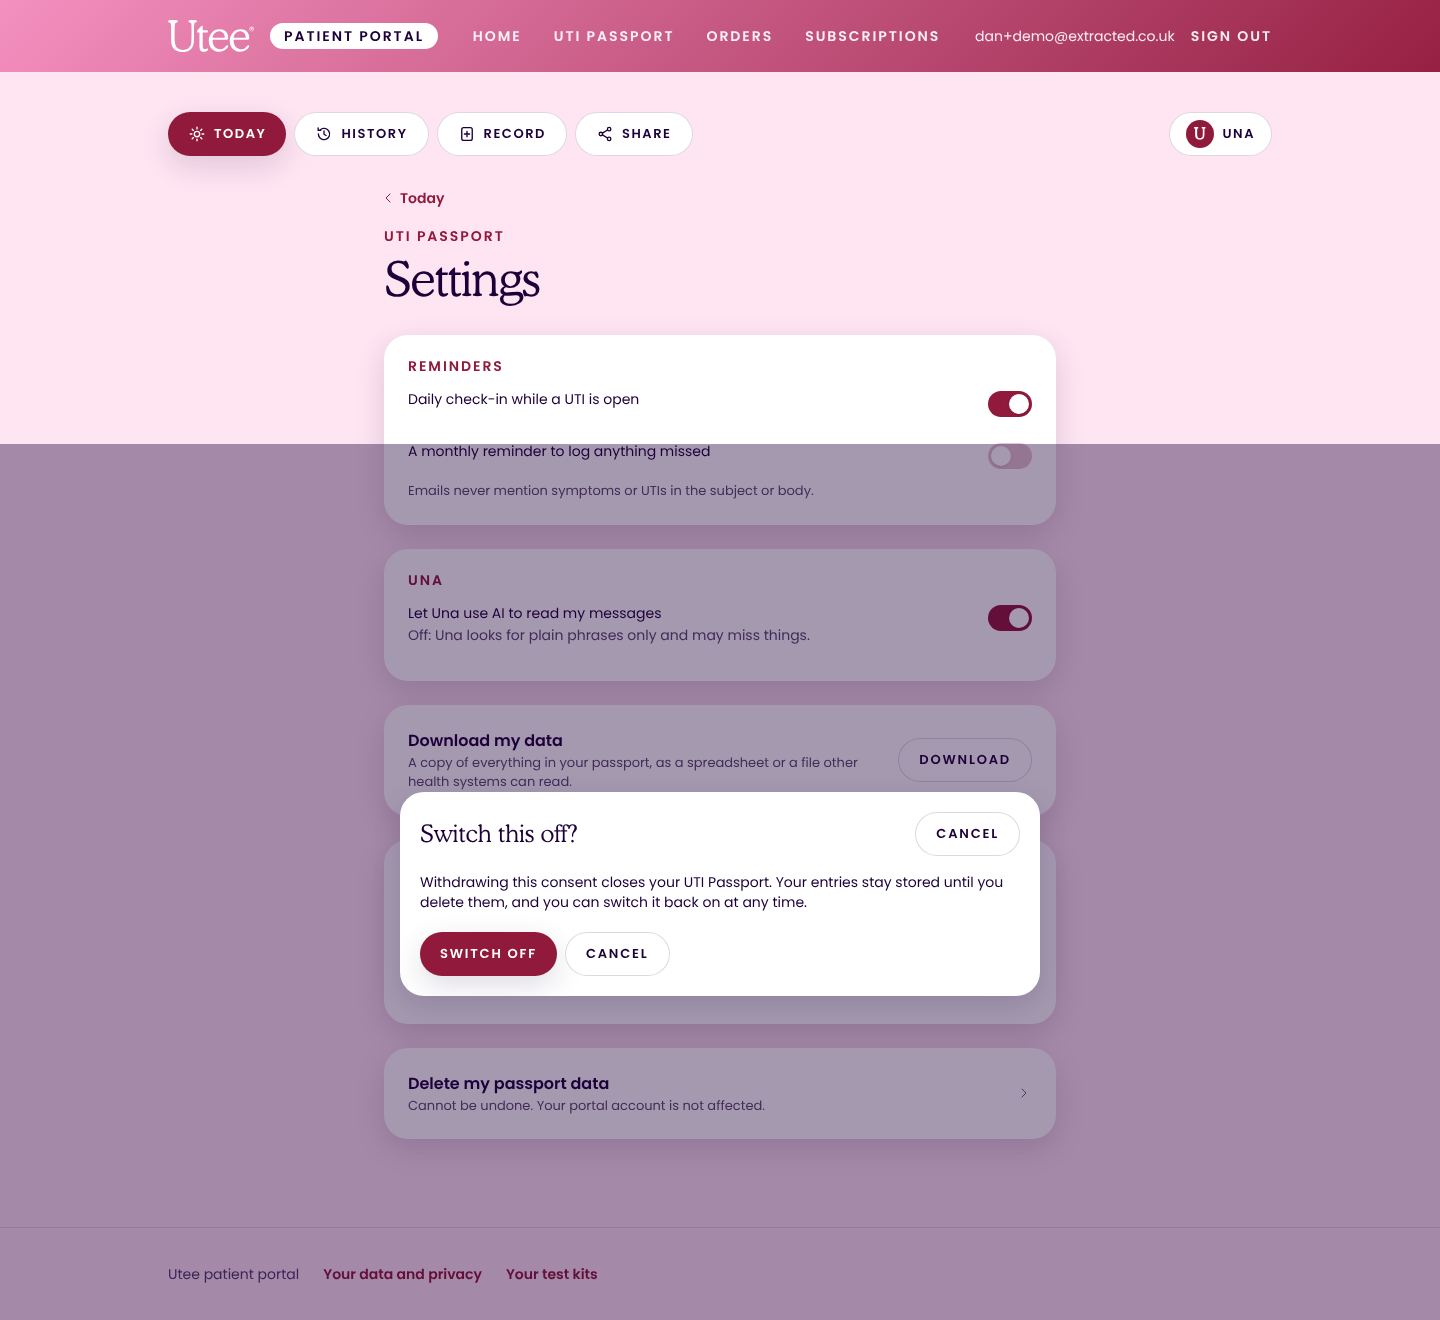 Utee®
PATIENT PORTAL
HOME
UTI PASSPORT
ORDERS
SUBSCRIPTIONS
dan+demo@extracted.co.uk
SIGN OUT
TODAY
HISTORY
RECORD
SHARE
U
UNA
Today
UTI PASSPORT
Settings
REMINDERS
Daily check-in while a UTI is open
A monthly reminder to log anything missed
Emails never mention symptoms or UTIs in the subject or body.
UNA
Let Una use AI to read my messages
Off: Una looks for plain phrases only and may miss things.
Download my data
A copy of everything in your passport, as a spreadsheet or a file other
health systems can read.
DOWNLOAD
Switch this off?
CANCEL
Withdrawing this consent closes your UTI Passport. Your entries stay stored until you
delete them, and you can switch it back on at any time.
SWITCH OFF
CANCEL
Delete my passport data
Cannot be undone. Your portal account is not affected.
Utee patient portal
Your data and privacy
Your test kits